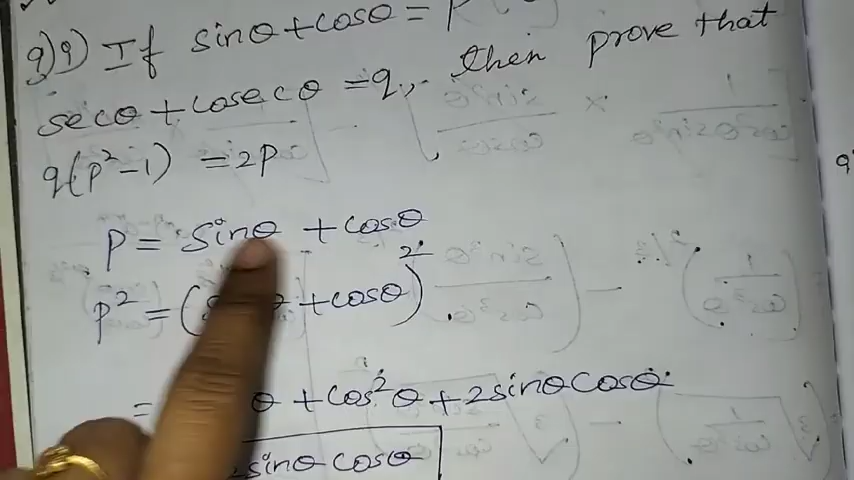 9) If sinθ + cosθ = P
secθ + cosecθ = q, then prove that
q(p² - 1) = 2p
P = sinθ + cosθ
p² = ( θ + cosθ)²
= θ + cos²θ + 2sinθcosθ
sinθ cosθ